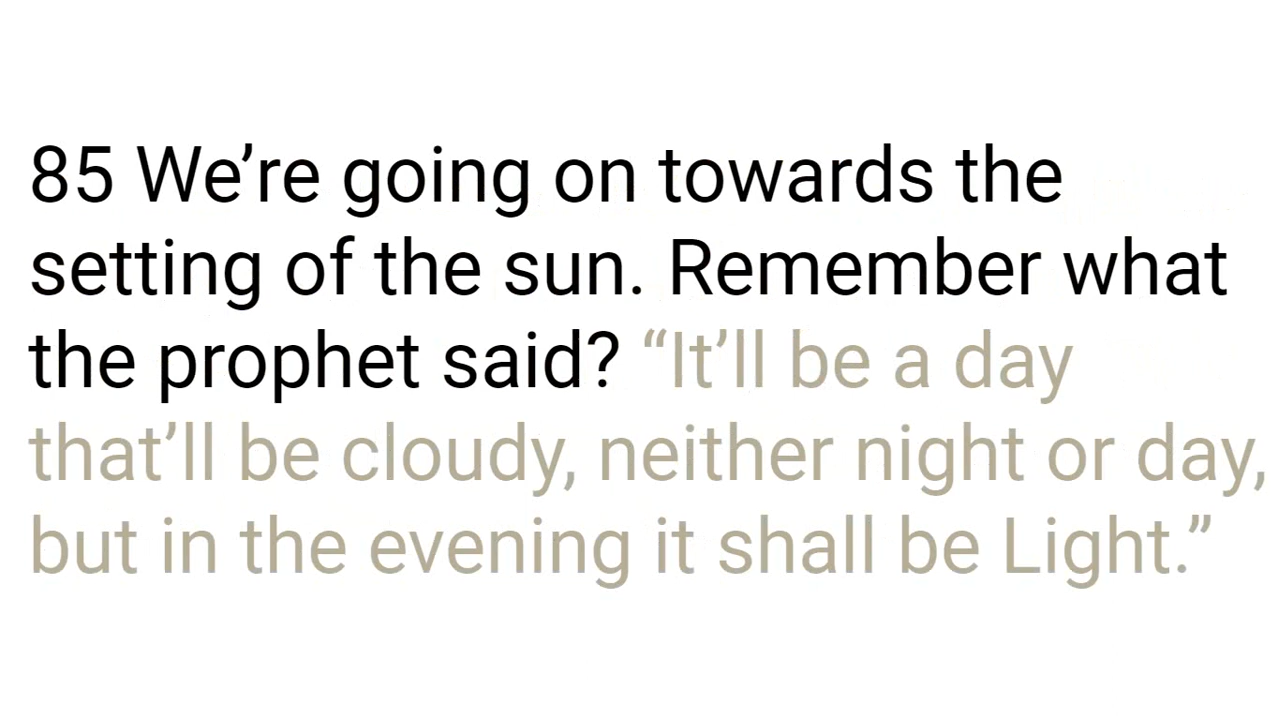 85 We’re going on towards the
setting of the sun. Remember what
the prophet said? “It’ll be a day
that’ll be cloudy, neither night or day,
but in the evening it shall be Light.”